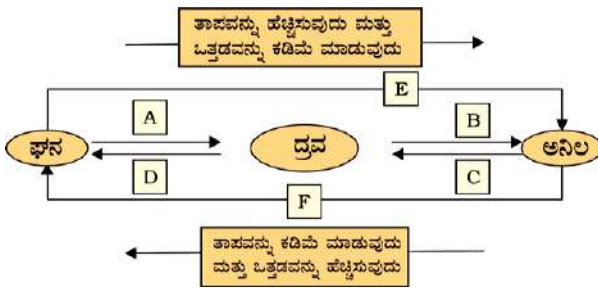 ತಾಪವನ್ನು ಹೆಚ್ಚಿಸುವುದು ಮತ್ತು
ಒತ್ತಡವನ್ನು ಕಡಿಮೆ ಮಾಡುವುದು
E
A
B
ಘನ
ದ್ರವ
ಅನಿಲ
D
C
F
ತಾಪವನ್ನು ಕಡಿಮೆ ಮಾಡುವುದು
ಮತ್ತು ಒತ್ತಡವನ್ನು ಹೆಚ್ಚಿಸುವುದು